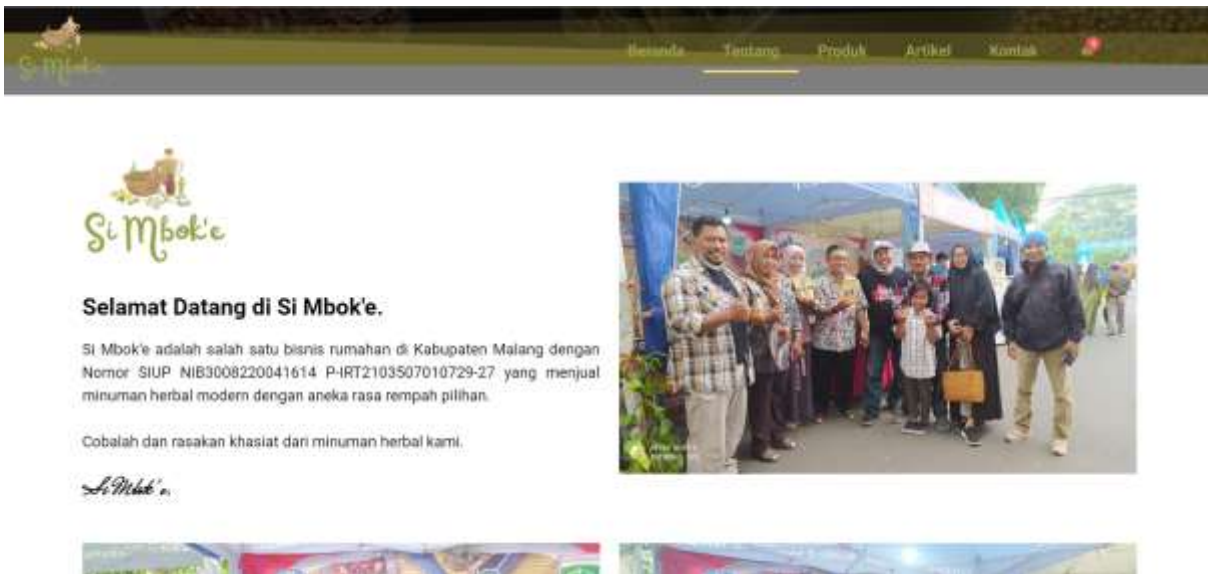 Si Mbok'e
Beranda Tentang Produk Artikel Kontak
Si Mbok'e
Selamat Datang di Si Mbok'e.
Si Mbok'e adalah salah satu bisnis rumahan di Kabupaten Malang dengan
Nomor SIUP NIB3008220041614 P-IRT2103507010729-27 yang menjual
minuman herbal modern dengan aneka rasa rempah pilihan.
Cobalah dan rasakan khasiat dari minuman herbal kami.
Si Mbok'e.